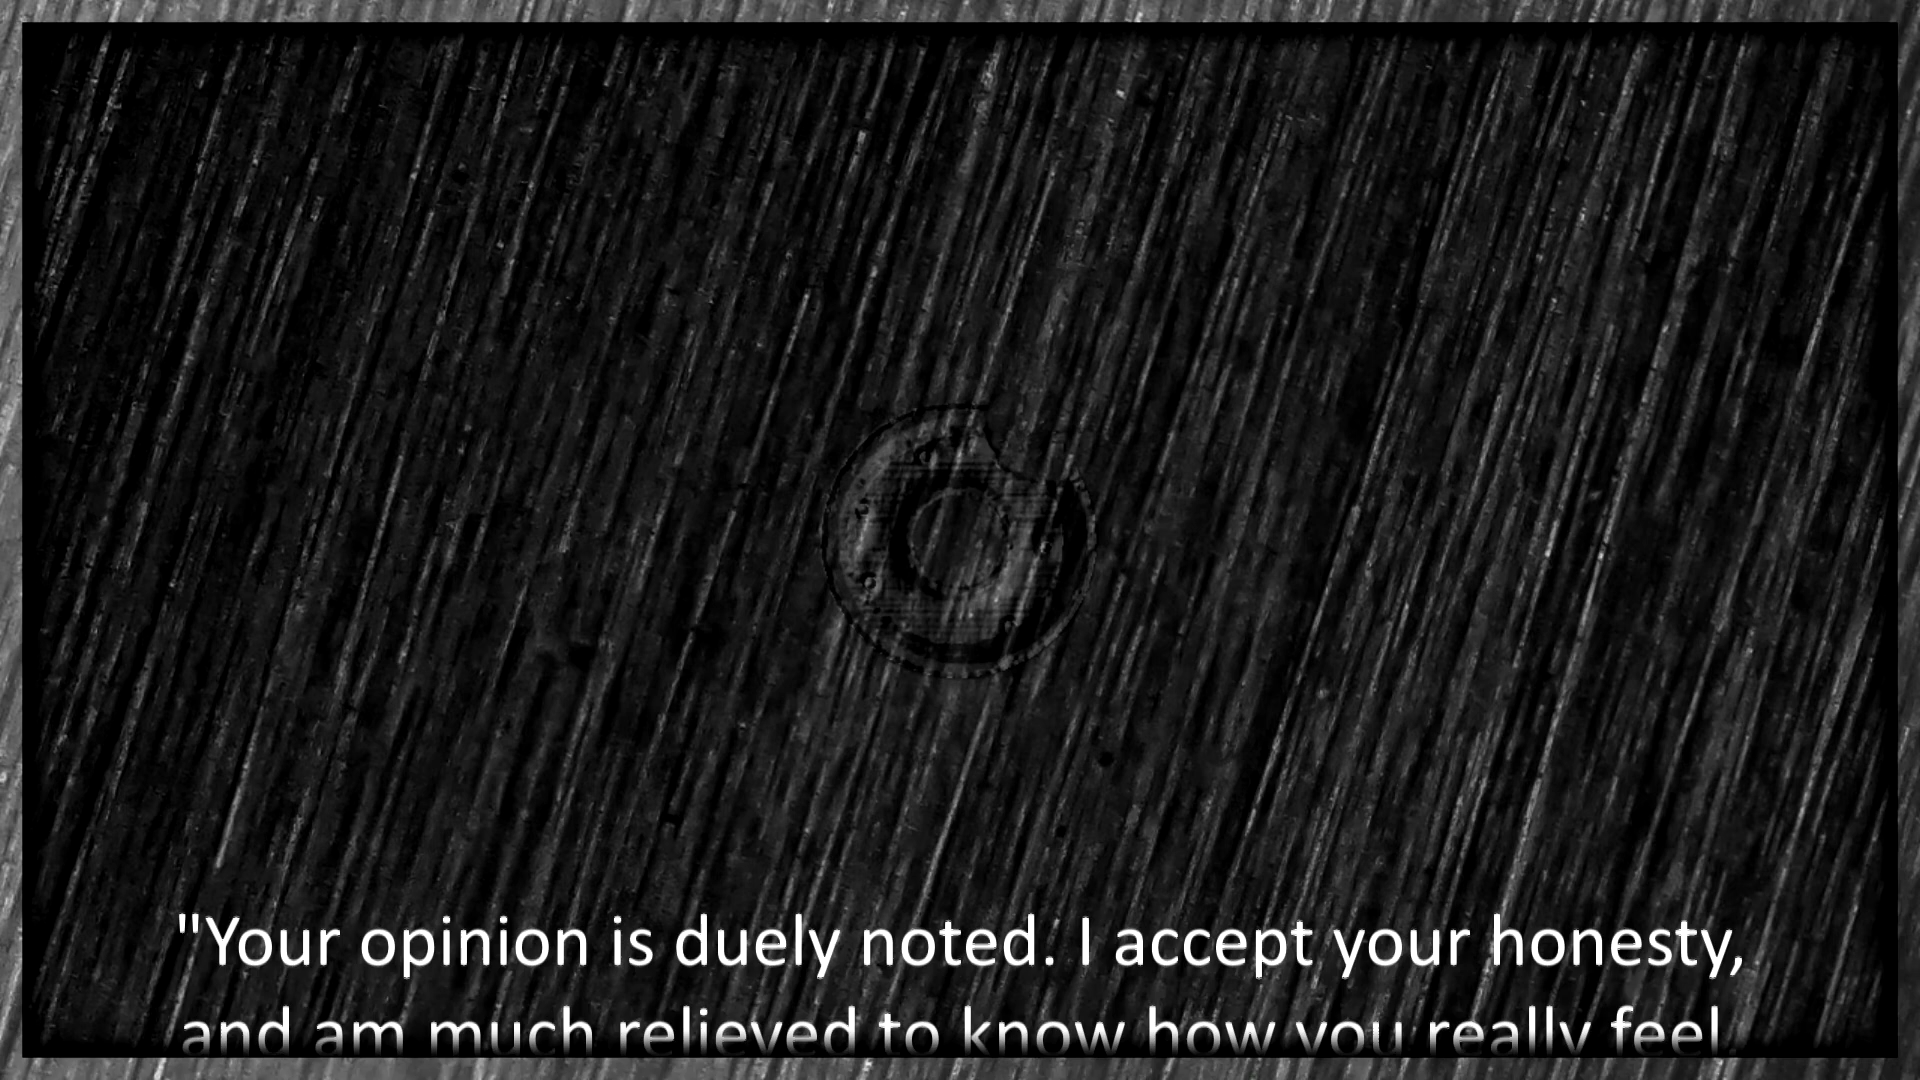 "Your opinion is duely noted. I accept your honesty,
and am much relieved to know how you really feel.